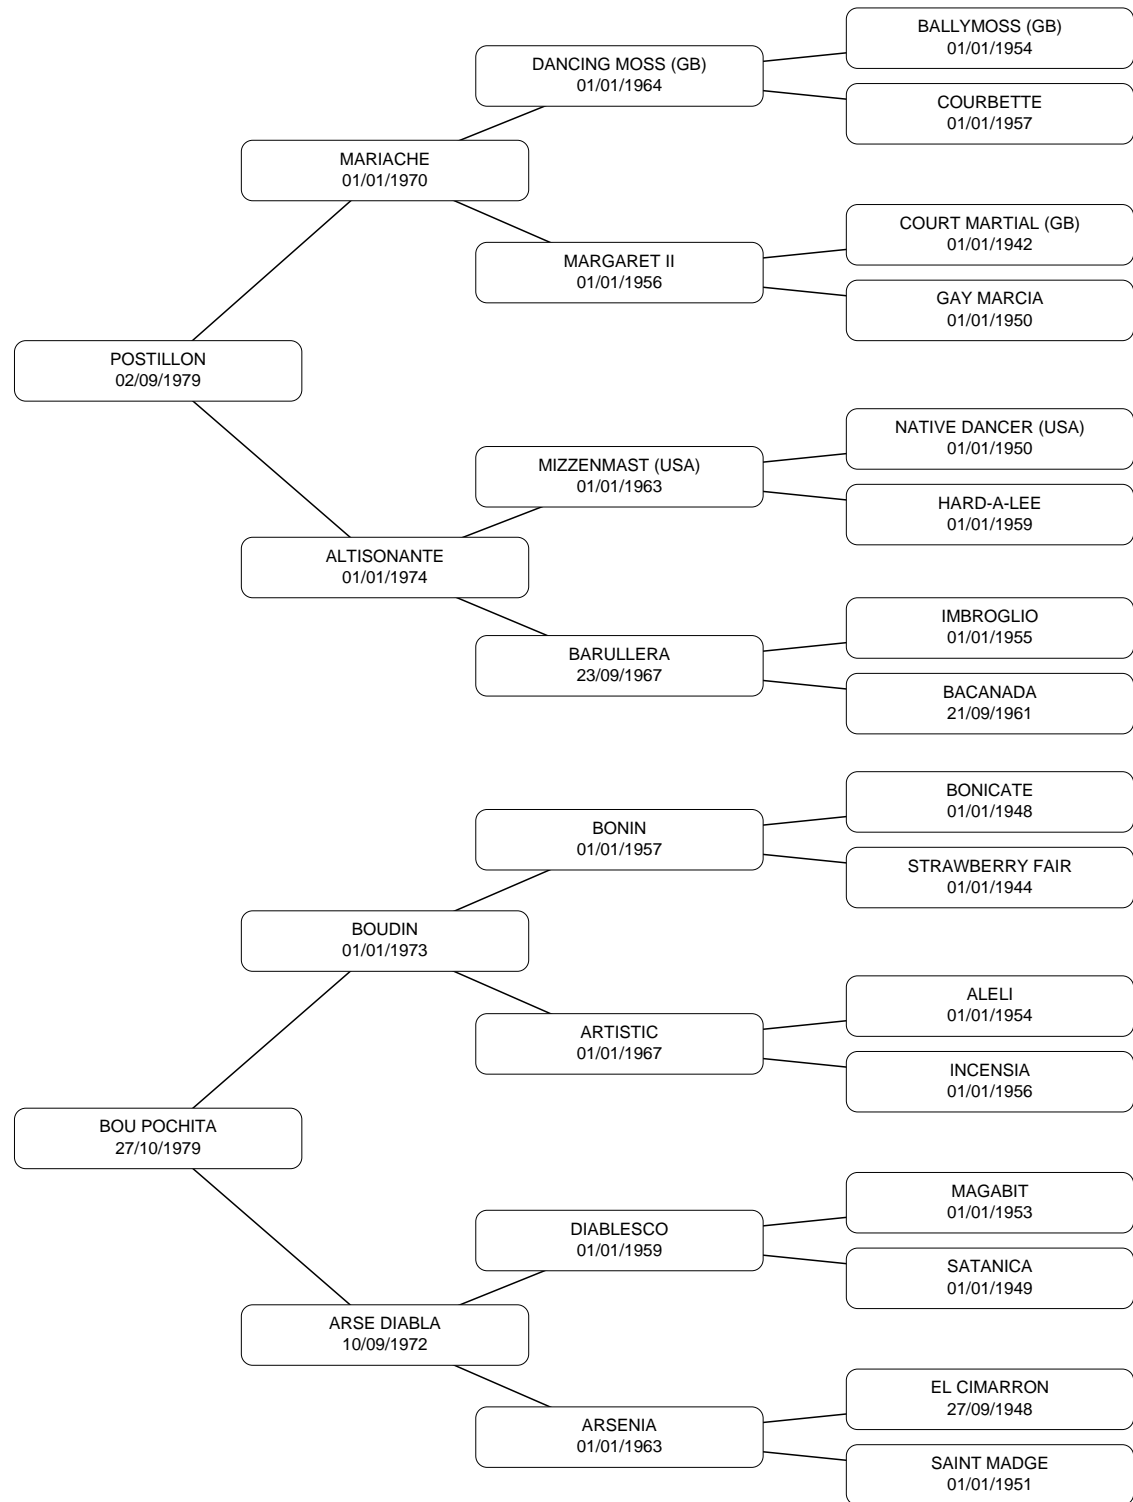 BALLYMOSS (GB)
01/01/1954
DANCING MOSS (GB)
01/01/1964
COURBETTE
01/01/1957
MARIACHE
01/01/1970
COURT MARTIAL (GB)
01/01/1942
MARGARET II
01/01/1956
GAY MARCIA
01/01/1950
POSTILLON
02/09/1979
NATIVE DANCER (USA)
01/01/1950
MIZZENMAST (USA)
01/01/1963
HARD-A-LEE
01/01/1959
ALTISONANTE
01/01/1974
IMBROGLIO
01/01/1955
BARULLERA
23/09/1967
BACANADA
21/09/1961
BONICATE
01/01/1948
BONIN
01/01/1957
STRAWBERRY FAIR
01/01/1944
BOUDIN
01/01/1973
ALELI
01/01/1954
ARTISTIC
01/01/1967
INCENSIA
01/01/1956
BOU POCHITA
27/10/1979
MAGABIT
01/01/1953
DIABLESCO
01/01/1959
SATANICA
01/01/1949
ARSE DIABLA
10/09/1972
EL CIMARRON
27/09/1948
ARSENIA
01/01/1963
SAINT MADGE
01/01/1951